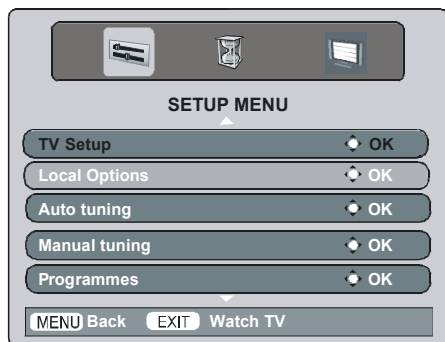 SETUP MENU
TV Setup OK
Local Options OK
Auto tuning OK
Manual tuning OK
Programmes OK
MENU Back EXIT Watch TV